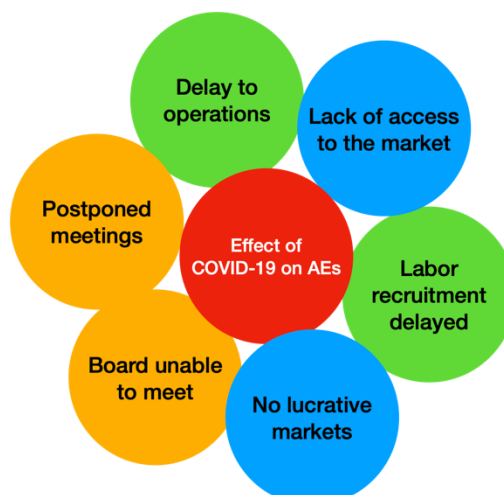 Delay to
operations
Lack of access
to the market
Postponed
meetings
Effect of
COVID-19 on AEs
Labor
recruitment
delayed
Board unable
to meet
No lucrative
markets